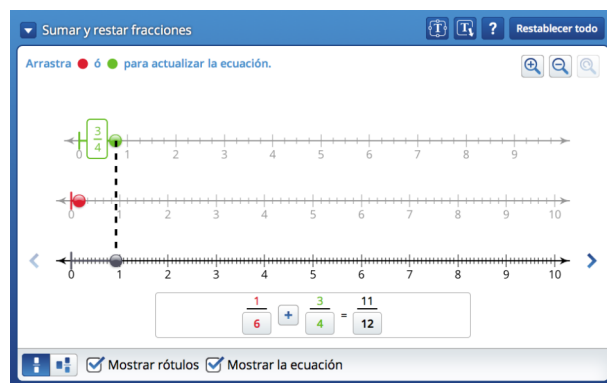 Sumar y restar fracciones
? Restablecer todo
Arrastra ó para actualizar la ecuación.
3/4
0 1 2 3 4 5 6 7 8 9
0 1 2 3 4 5 6 7 8 9 10
0 1 2 3 4 5 6 7 8 9 10
1/6 + 3/4 = 11/12
Mostrar rótulos Mostrar la ecuación